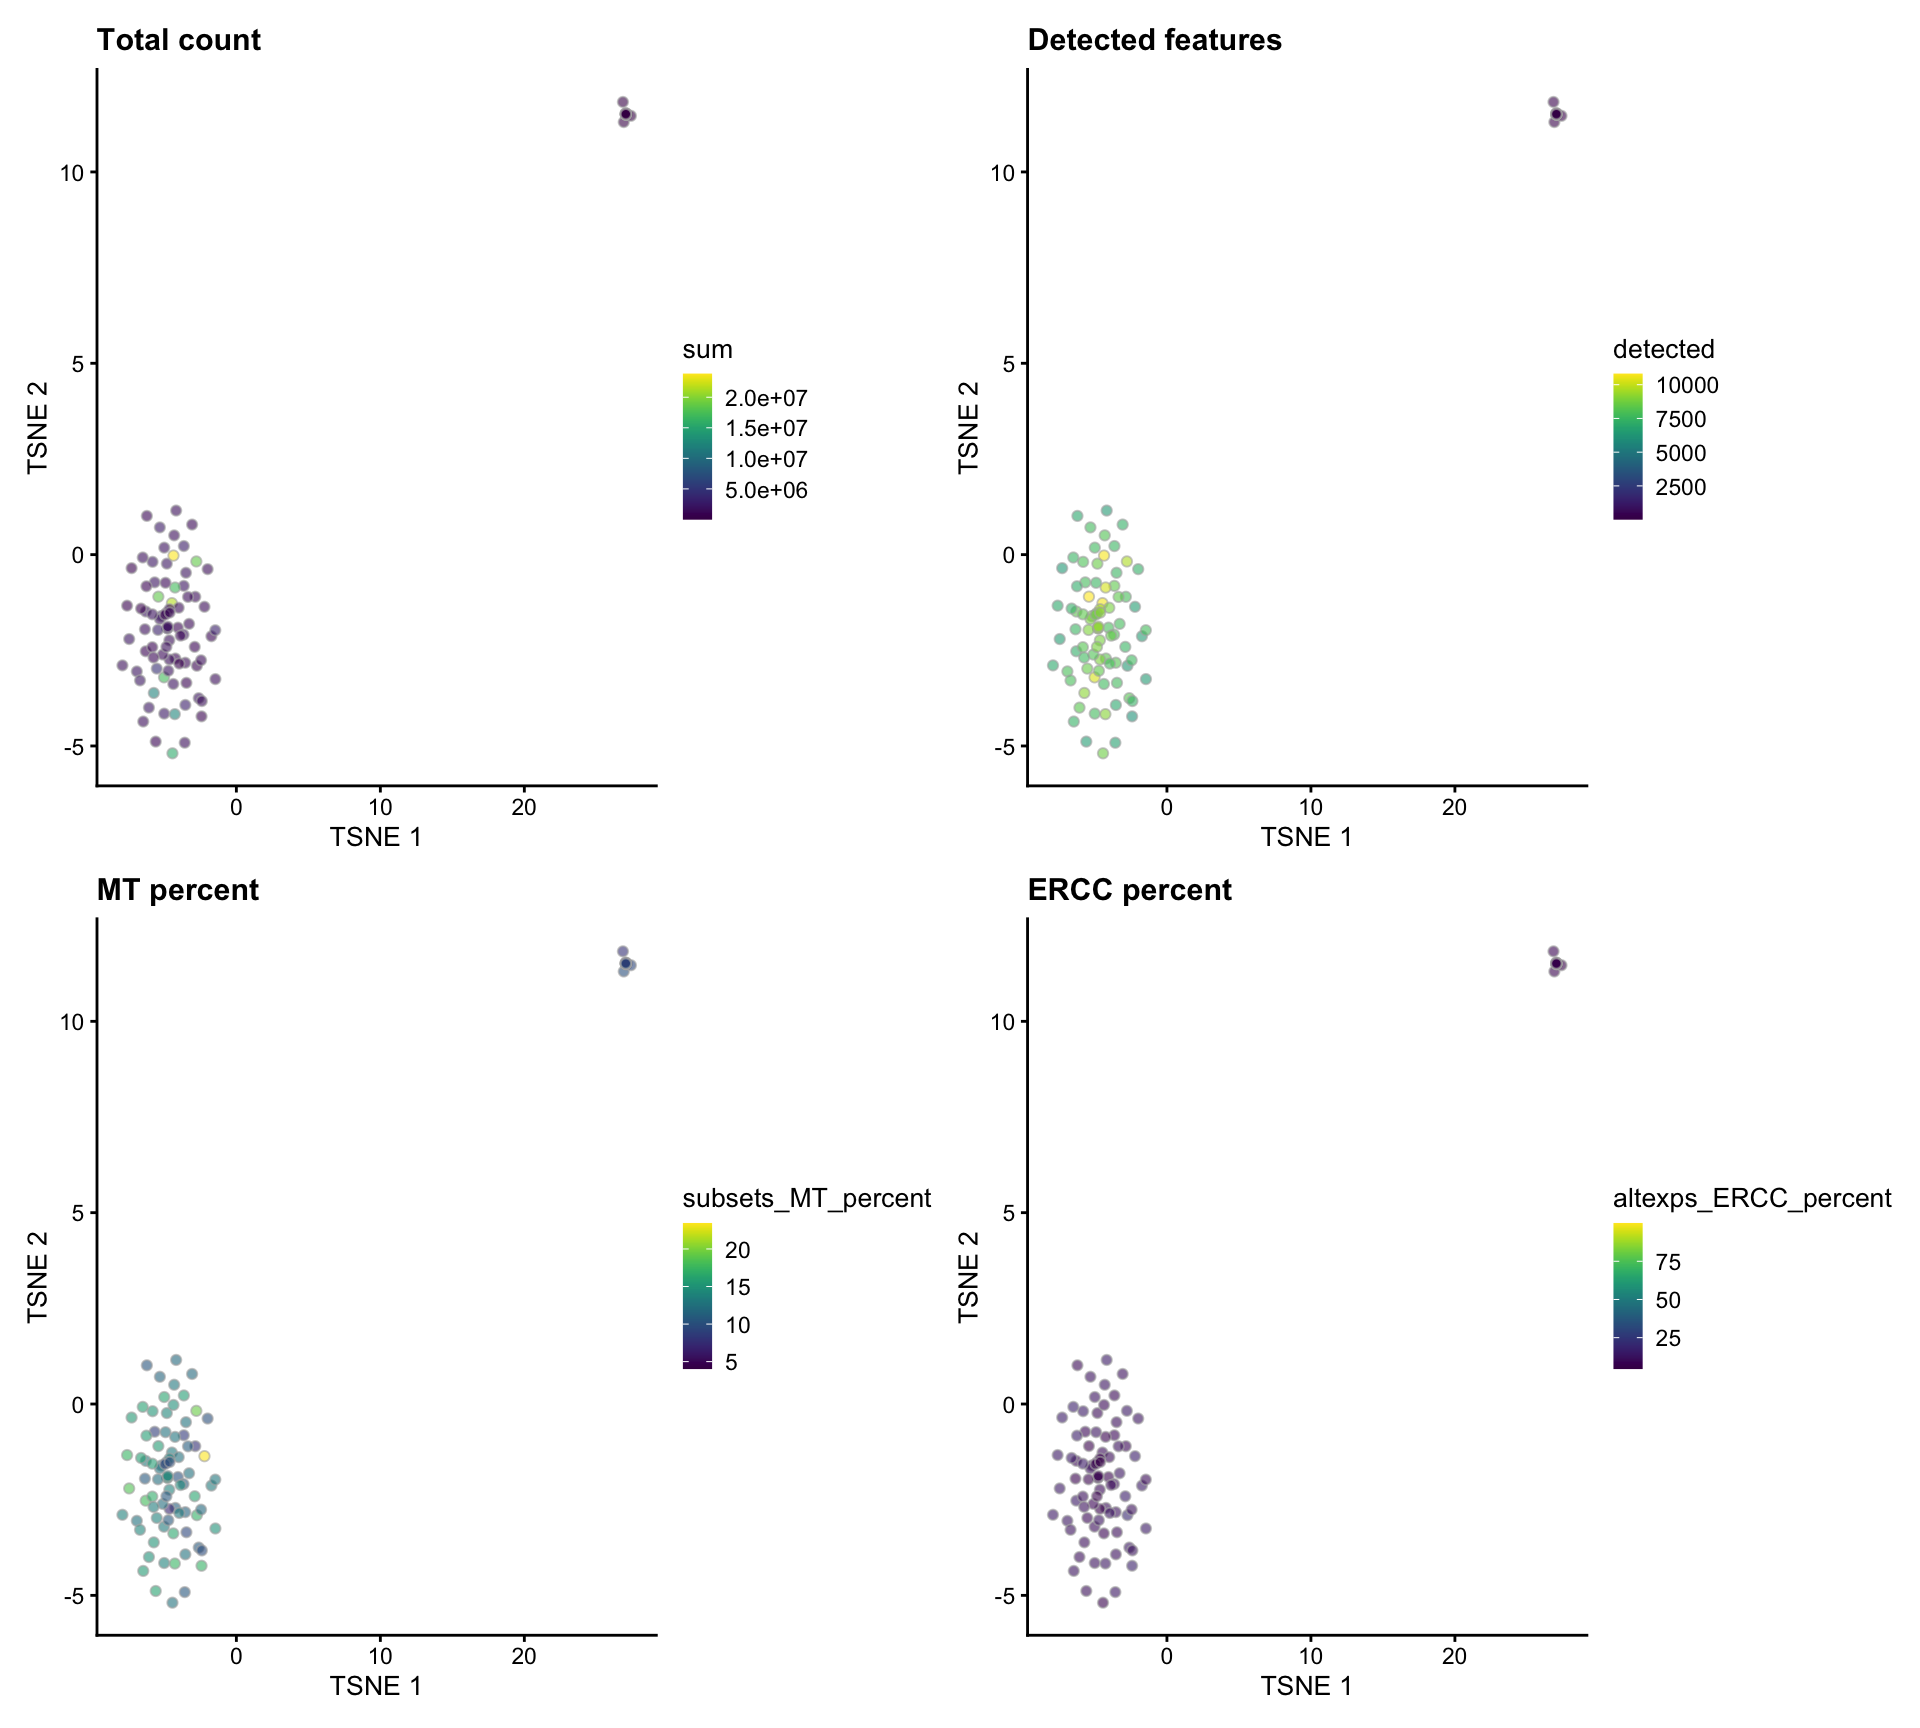 Total count
10
5
0
-5
TSNE 2
0 10 20
TSNE 1
sum
2.0e+07
1.5e+07
1.0e+07
5.0e+06
Detected features
10
5
0
-5
TSNE 2
0 10 20
TSNE 1
detected
10000
7500
5000
2500
MT percent
10
5
0
-5
TSNE 2
0 10 20
TSNE 1
subsets_MT_percent
20
15
10
5
ERCC percent
10
5
0
-5
TSNE 2
0 10 20
TSNE 1
altexps_ERCC_percent
75
50
25